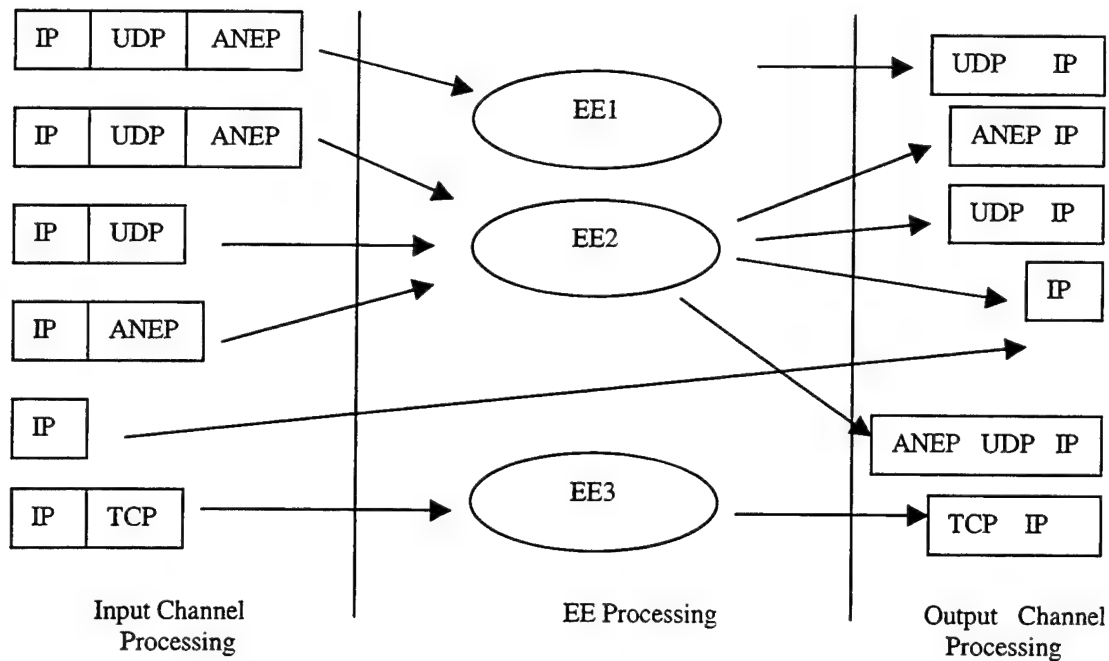 IP UDP ANEP
IP UDP ANEP
IP UDP
IP ANEP
IP
IP TCP
EE1
EE2
EE3
UDP IP
ANEP IP
UDP IP
IP
ANEP UDP IP
TCP IP
Input Channel
Processing
EE Processing
Output Channel
Processing